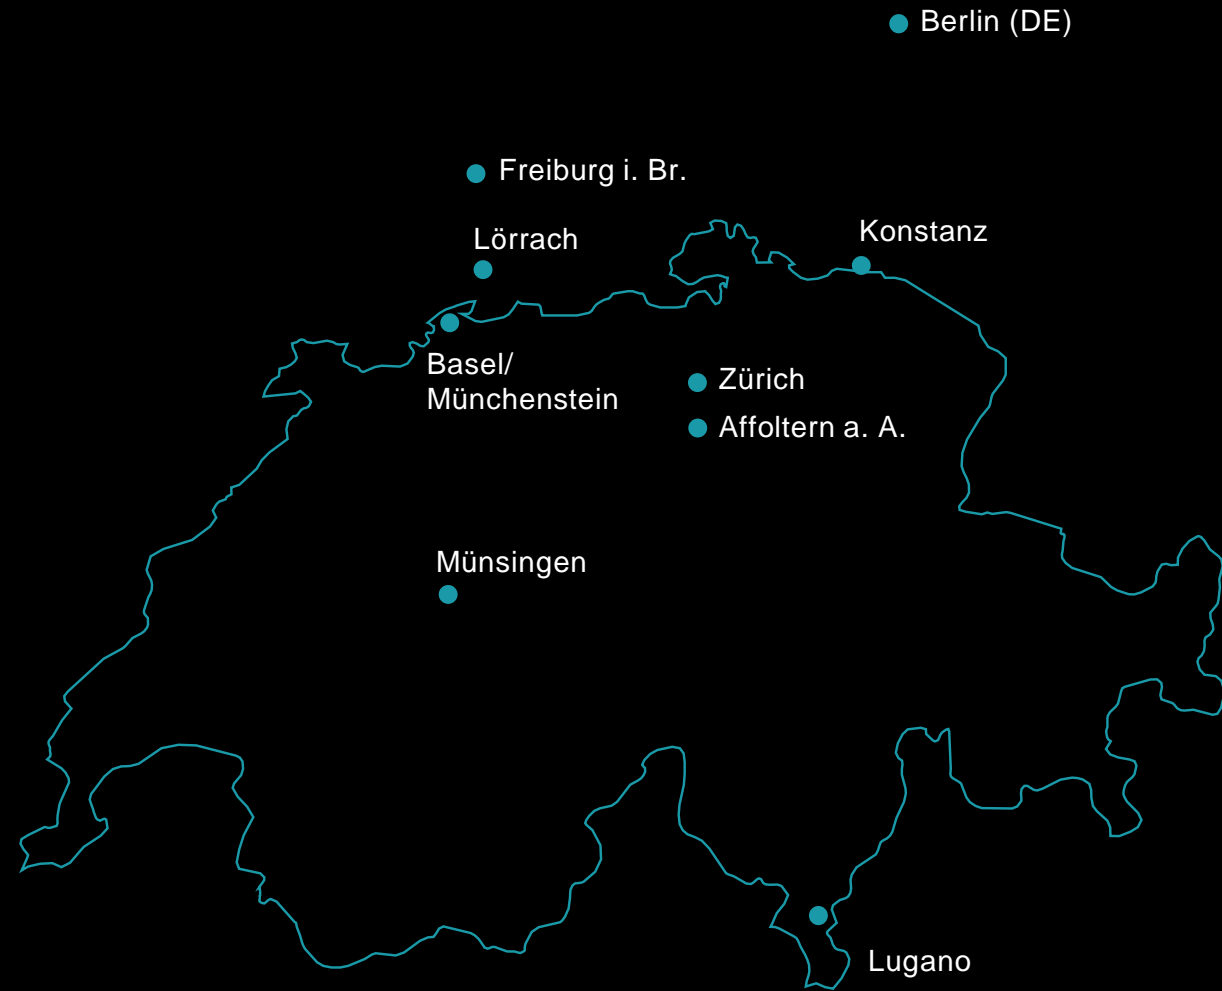 Berlin (DE)
Freiburg i. Br.
Konstanz
Lörrach
Basel/
Münchenstein
Zürich
Affoltern a. A.
Münsingen
Lugano